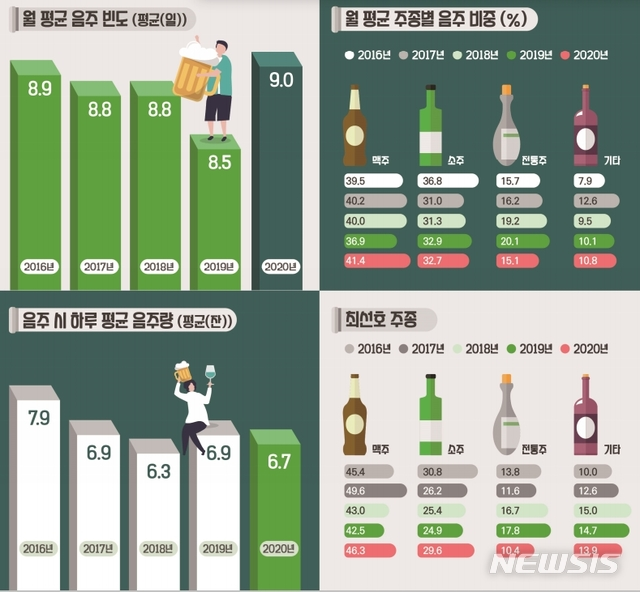 월 평균 음주 빈도 (평균(일))
8.9
8.8
8.8
8.5
9.0
2016년
2017년
2018년
2019년
2020년
월 평균 주종별 음주 비중 (%)
2016년 2017년 2018년 2019년 2020년
맥주 소주 전통주 기타
39.5 36.8 15.7 7.9
40.2 31.0 16.2 12.6
40.0 31.3 19.2 9.5
36.9 32.9 20.1 10.1
41.4 32.7 15.1 10.8
음주 시 하루 평균 음주량 (평균(잔))
7.9
6.9
6.3
6.9
6.7
2016년
2017년
2018년
2019년
2020년
최선호 주종
2016년 2017년 2018년 2019년 2020년
맥주 소주 전통주 기타
45.4 30.8 13.8 10.0
49.6 26.2 11.6 12.6
43.0 25.4 16.7 15.0
42.5 24.9 17.8 14.7
46.3 29.6 10.4 13.9
NEWSIS